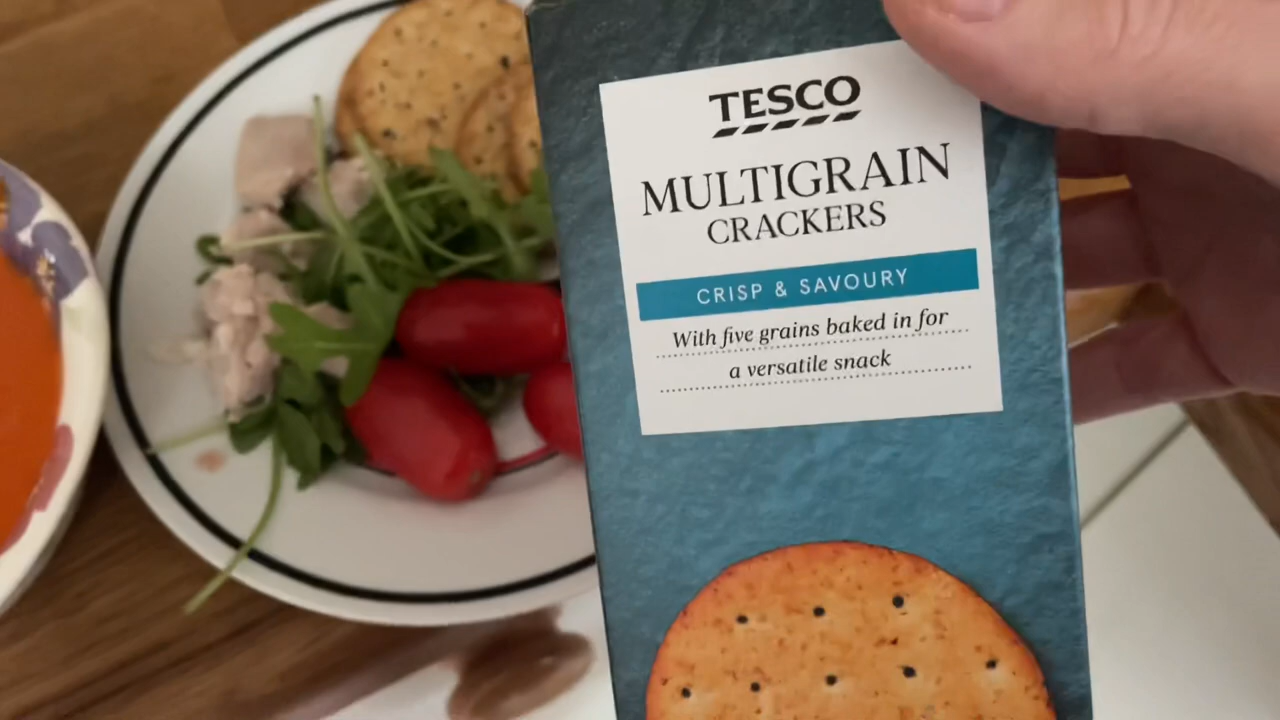 TESCO
MULTIGRAIN
CRACKERS
CRISP & SAVOURY
With five grains baked in for
a versatile snack